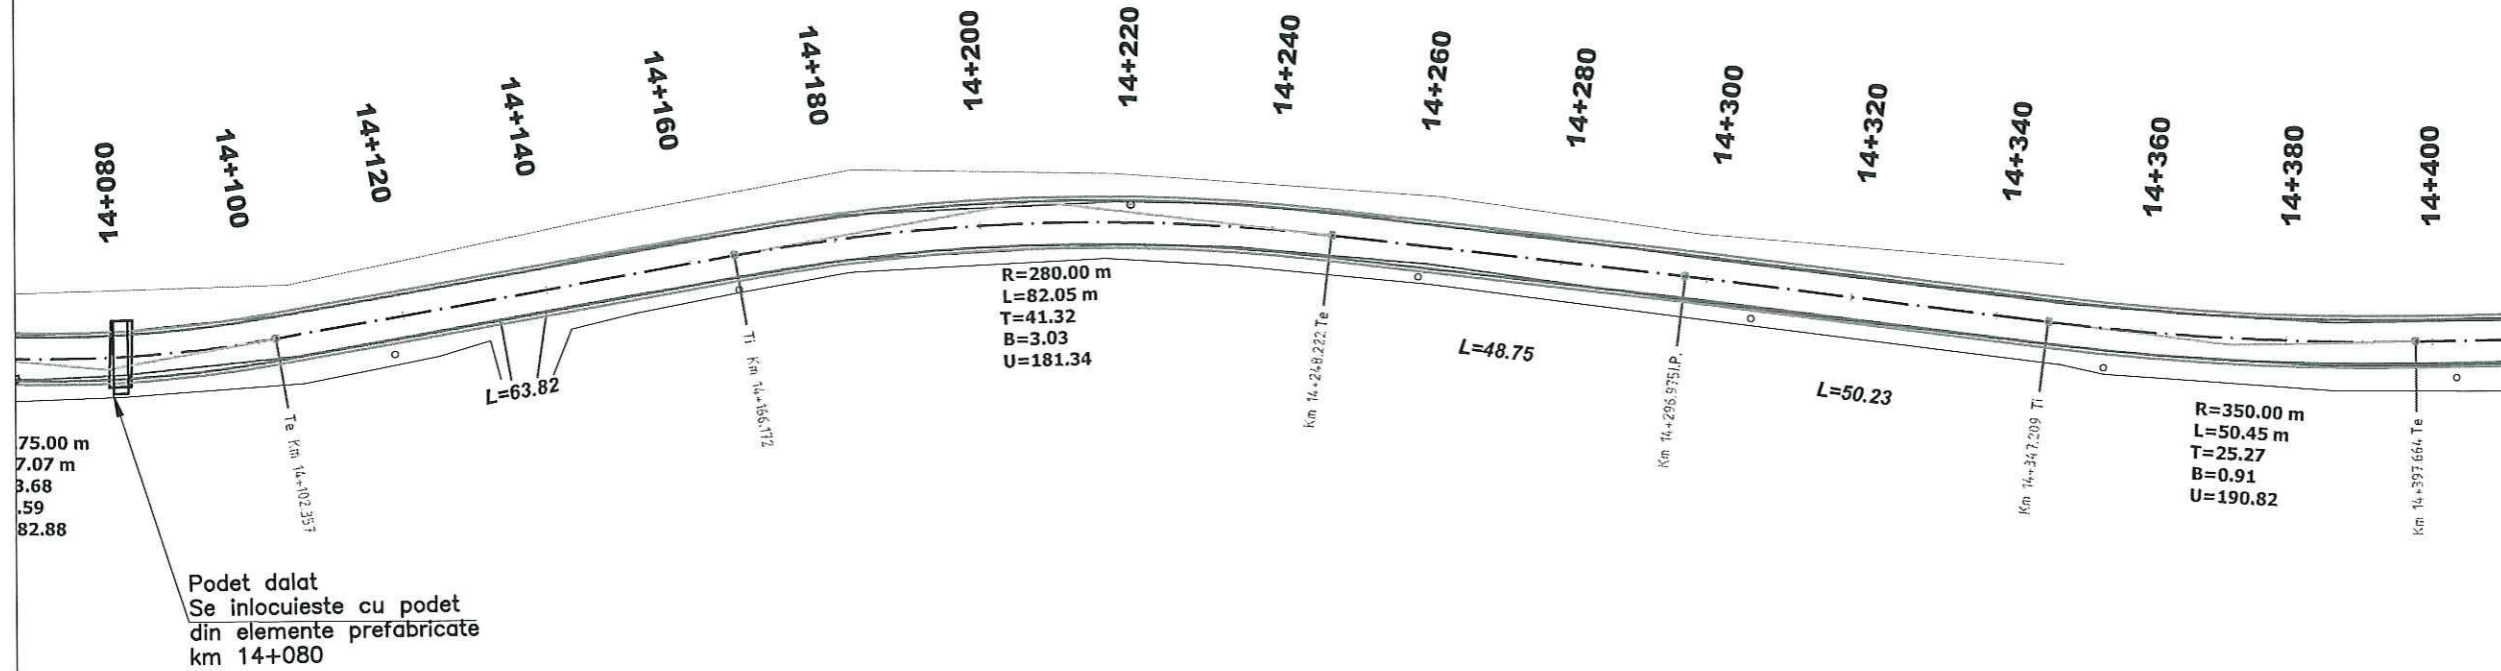 14+080
14+100
14+120
14+140
14+160
14+180
14+200
14+220
14+240
14+260
14+280
14+300
14+320
14+340
14+360
14+380
14+400
75.00 m
7.07 m
3.68
.59
82.88
Te Km 14+102.357
L=63.82
Ti Km 14+166.172
R=280.00 m
L=82.05 m
T=41.32
B=3.03
U=181.34
Km 14+248.222 Te
L=48.75
Km 14+296.975I.P.
L=50.23
Km 14+347.209 Ti
R=350.00 m
L=50.45 m
T=25.27
B=0.91
U=190.82
Km 14+397.664 Te
Podet dalat
Se inlocuieste cu podet
din elemente prefabricate
km 14+080